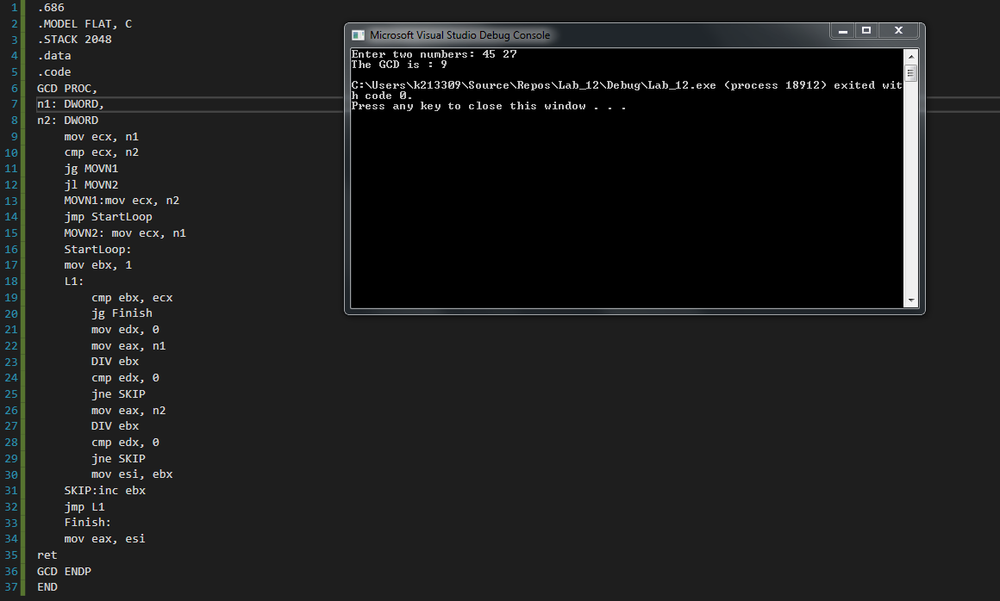 1 .686
2 .MODEL FLAT, C
3 .STACK 2048
4 .data
5 .code
6 GCD PROC,
7 n1: DWORD,
8 n2: DWORD
9 mov ecx, n1
10 cmp ecx, n2
11 jg MOVN1
12 jl MOVN2
13 MOVN1:mov ecx, n2
14 jmp StartLoop
15 MOVN2: mov ecx, n1
16 StartLoop:
17 mov ebx, 1
18 L1:
19 cmp ebx, ecx
20 jg Finish
21 mov edx, 0
22 mov eax, n1
23 DIV ebx
24 cmp edx, 0
25 jne SKIP
26 mov eax, n2
27 DIV ebx
28 cmp edx, 0
29 jne SKIP
30 mov esi, ebx
31 SKIP:inc ebx
32 jmp L1
33 Finish:
34 mov eax, esi
35 ret
36 GCD ENDP
37 END
Microsoft Visual Studio Debug Console
Enter two numbers: 45 27
The GCD is : 9
C:\Users\k213309\Source\Repos\Lab_12\Debug\Lab_12.exe (process 18912) exited wit
h code 0.
Press any key to close this window . . .